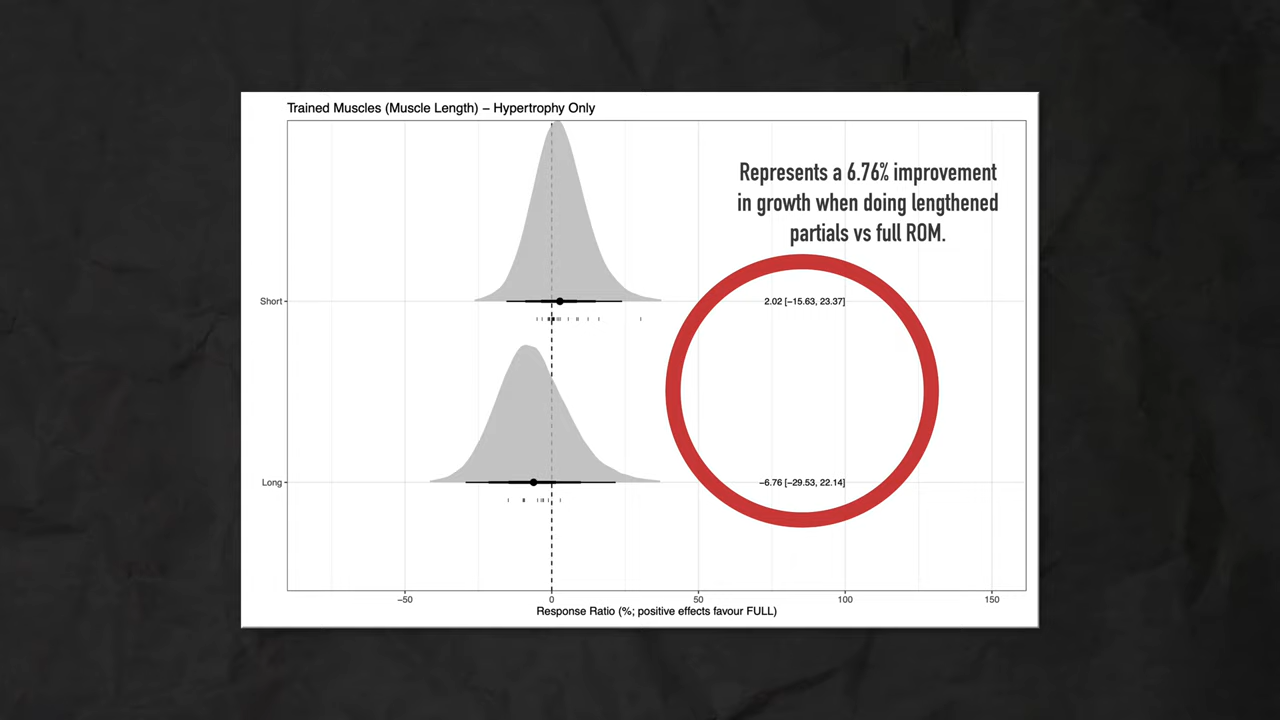 Trained Muscles (Muscle Length) – Hypertrophy Only
Represents a 6.76% improvement
in growth when doing lengthened
partials vs full ROM.
Short
2.02 [−15.63, 23.37]
Long
−6.76 [−29.53, 22.14]
−50
0
50
100
150
Response Ratio (%; positive effects favour FULL)